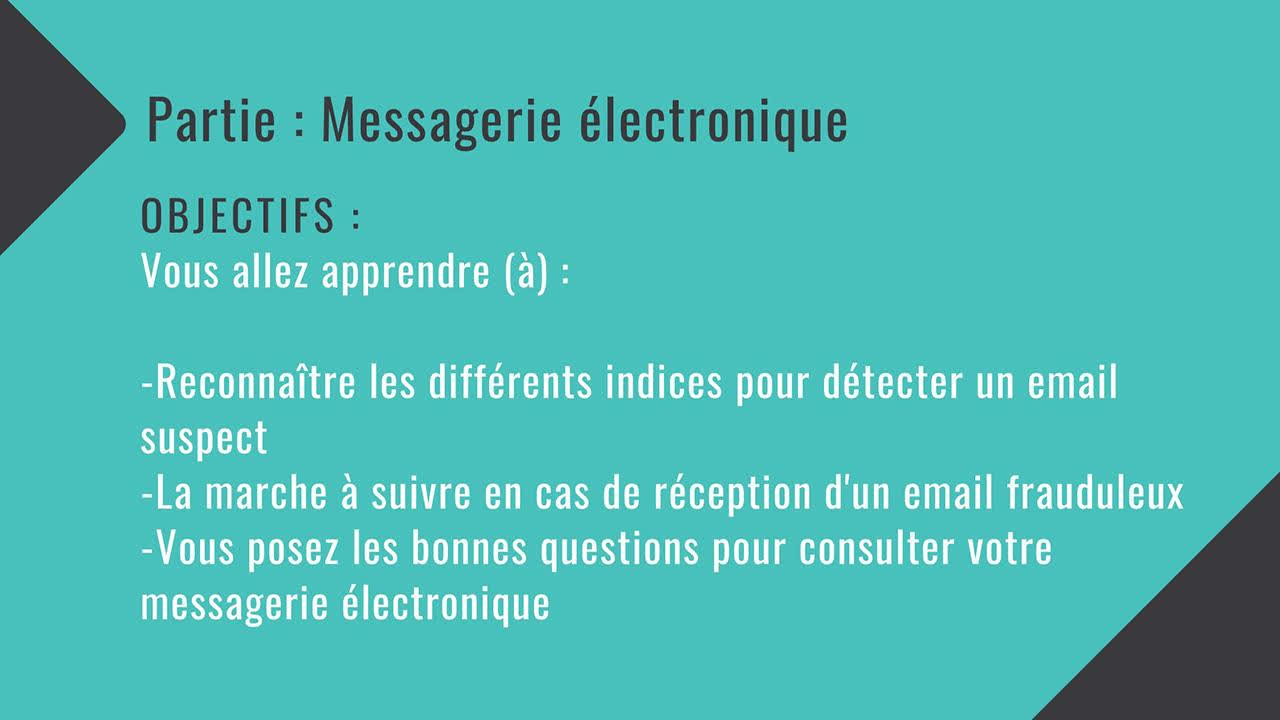 Partie : Messagerie électronique
OBJECTIFS :
Vous allez apprendre (à) :
-Reconnaître les différents indices pour détecter un email
suspect
-La marche à suivre en cas de réception d'un email frauduleux
-Vous posez les bonnes questions pour consulter votre
messagerie électronique